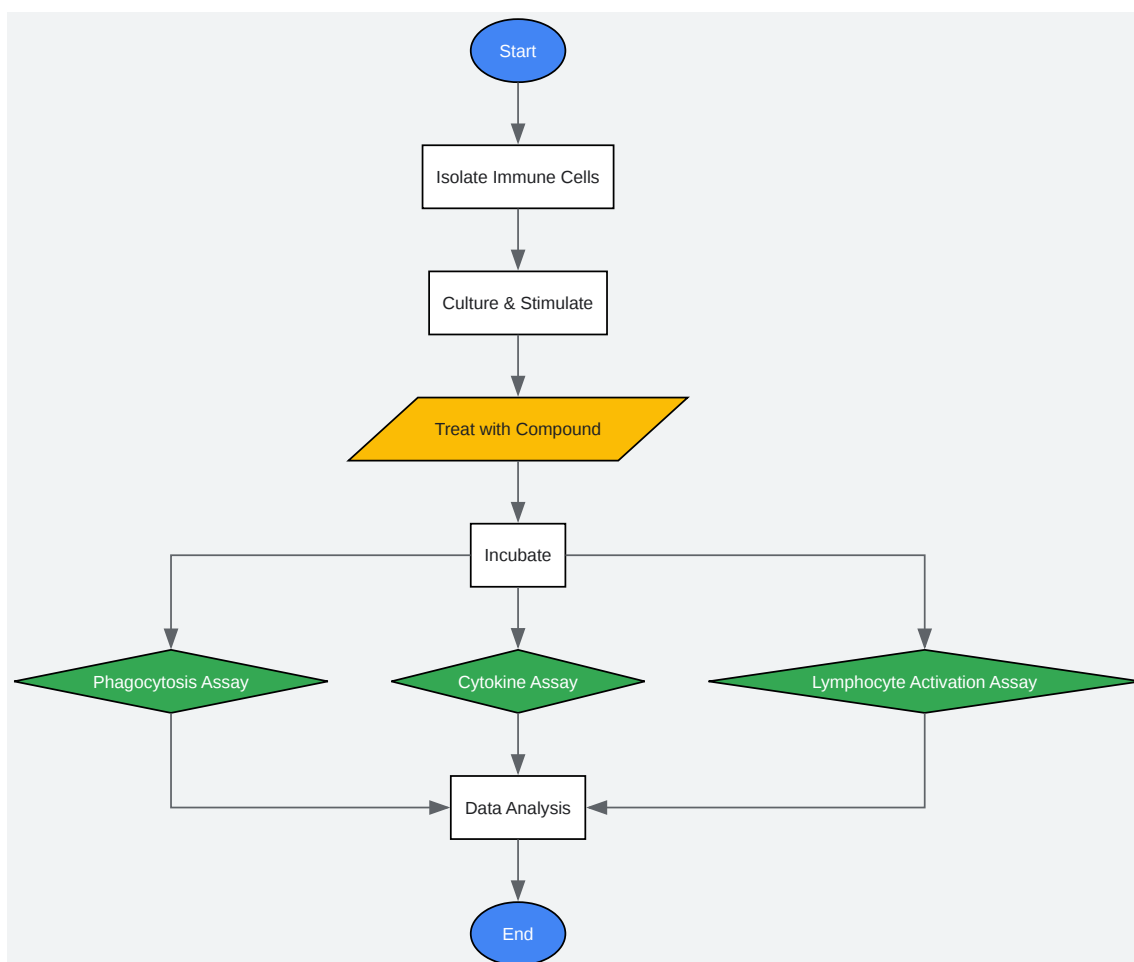 Start
Isolate Immune Cells
Culture & Stimulate
Treat with Compound
Incubate
Phagocytosis Assay
Cytokine Assay
Lymphocyte Activation Assay
Data Analysis
End